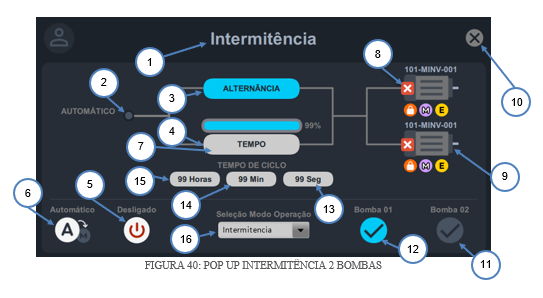 Intermitência
1
2
3
4
5
6
7
8
9
10
11
12
13
14
15
16
101-MINV-001
ALTERNÂNCIA
AUTOMÁTICO
99%
M E
TEMPO
101-MINV-001
TEMPO DE CICLO
M E
99 Horas 99 Min 99 Seg
Automático Desligado Seleção Modo Operação Bomba 01 Bomba 02
A M
Intermitencia
FIGURA 40: POP UP INTERMITÊNCIA 2 BOMBAS